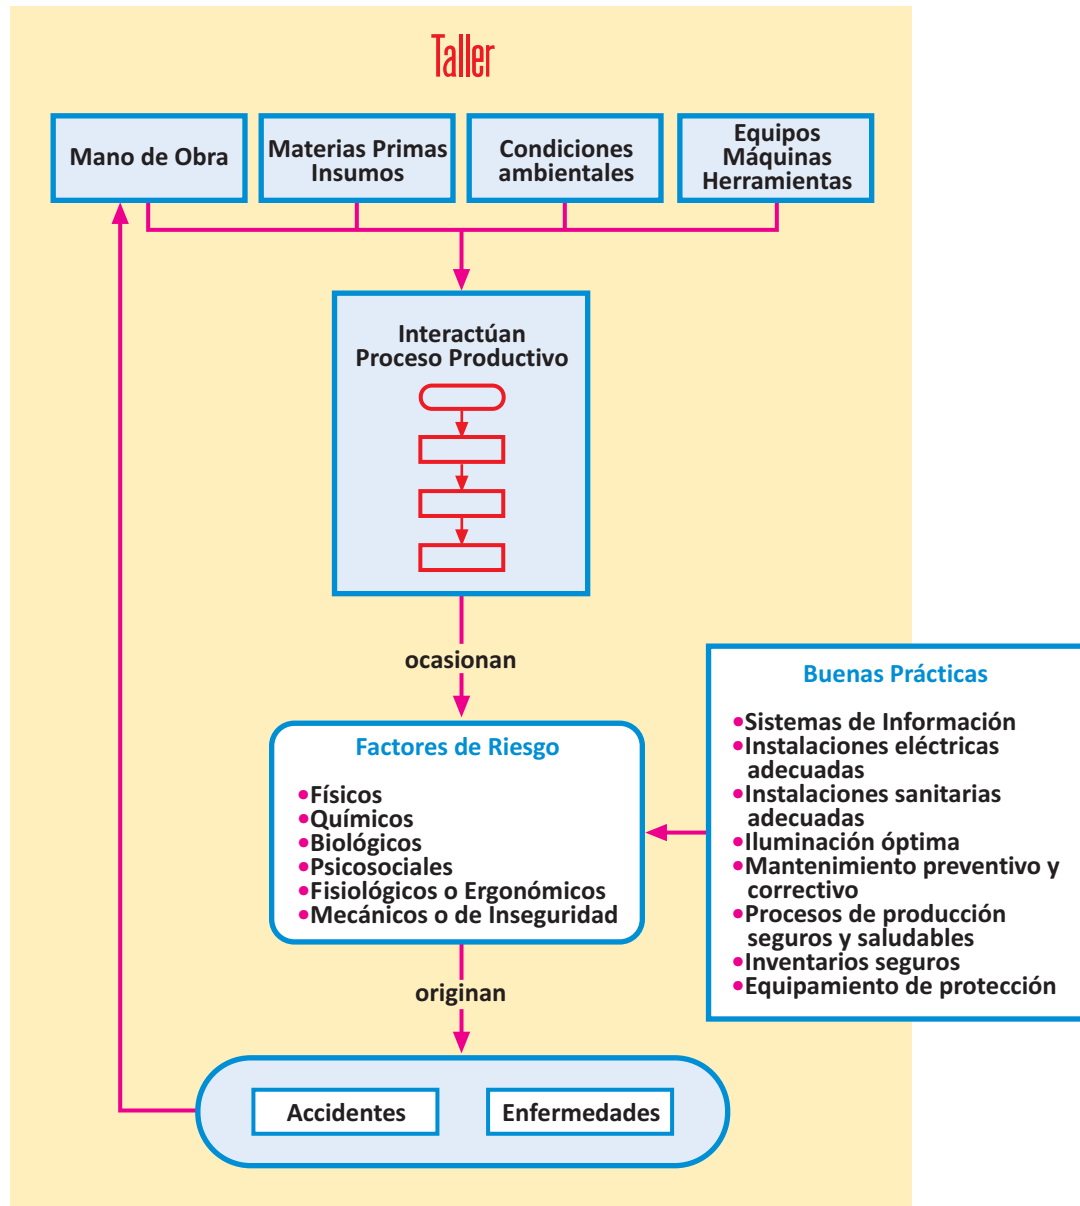 Taller
Mano de Obra
Materias Primas
Insumos
Condiciones
ambientales
Equipos
Máquinas
Herramientas
Interactúan
Proceso Productivo
ocasionan
Factores de Riesgo
•Físicos
•Químicos
•Biológicos
•Psicosociales
•Fisiológicos o Ergonómicos
•Mecánicos o de Inseguridad
Buenas Prácticas
•Sistemas de Información
•Instalaciones eléctricas
adecuadas
•Instalaciones sanitarias
adecuadas
•Iluminación óptima
•Mantenimiento preventivo y
correctivo
•Procesos de producción
seguros y saludables
•Inventarios seguros
•Equipamiento de protección
originan
Accidentes
Enfermedades